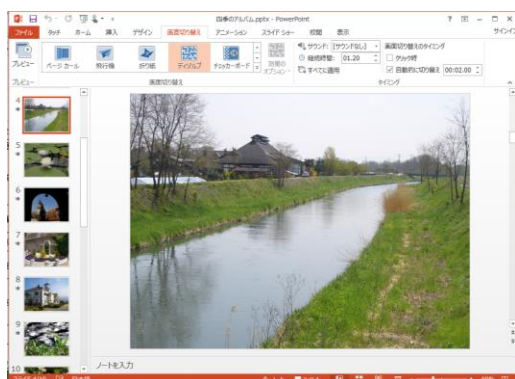 四季のアルバム.pptx - PowerPoint
ファイル タッチ ホーム 挿入 デザイン 画面切り替え アニメーション スライド ショー 校閲 表示 サインイン
プレビュー ページ カール 飛行機 折り紙 ディゾルブ チェッカーボード 効果の オプション
サウンド: [サウンドなし]
継続時間: 01.20
すべてに適用
画面切り替えのタイミング
クリック時
自動的に切り替え 00:02.00
プレビュー 画面切り替え タイミング
4
5
6
7
8
9
10
ノートを入力